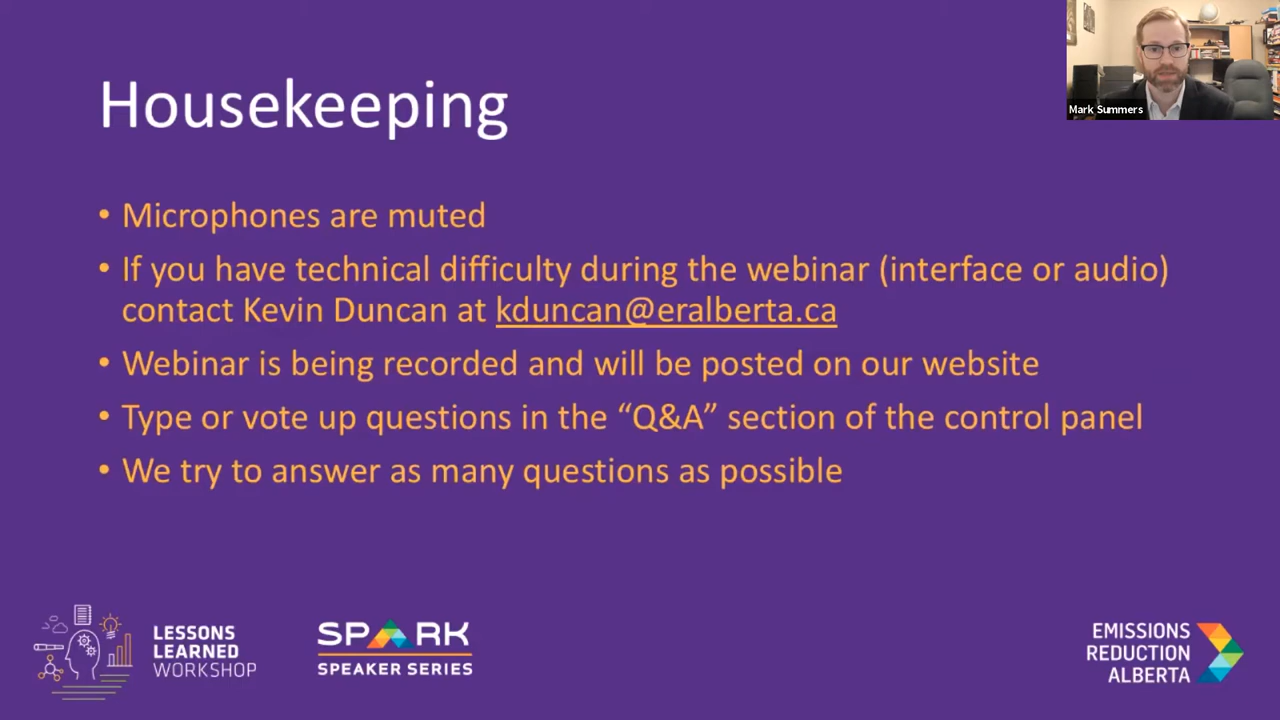 Housekeeping
Mark Summers
• Microphones are muted
• If you have technical difficulty during the webinar (interface or audio)
contact Kevin Duncan at kduncan@eralberta.ca
• Webinar is being recorded and will be posted on our website
• Type or vote up questions in the “Q&A” section of the control panel
• We try to answer as many questions as possible
LESSONS
LEARNED
WORKSHOP
SPARK
SPEAKER SERIES
EMISSIONS
REDUCTION
ALBERTA